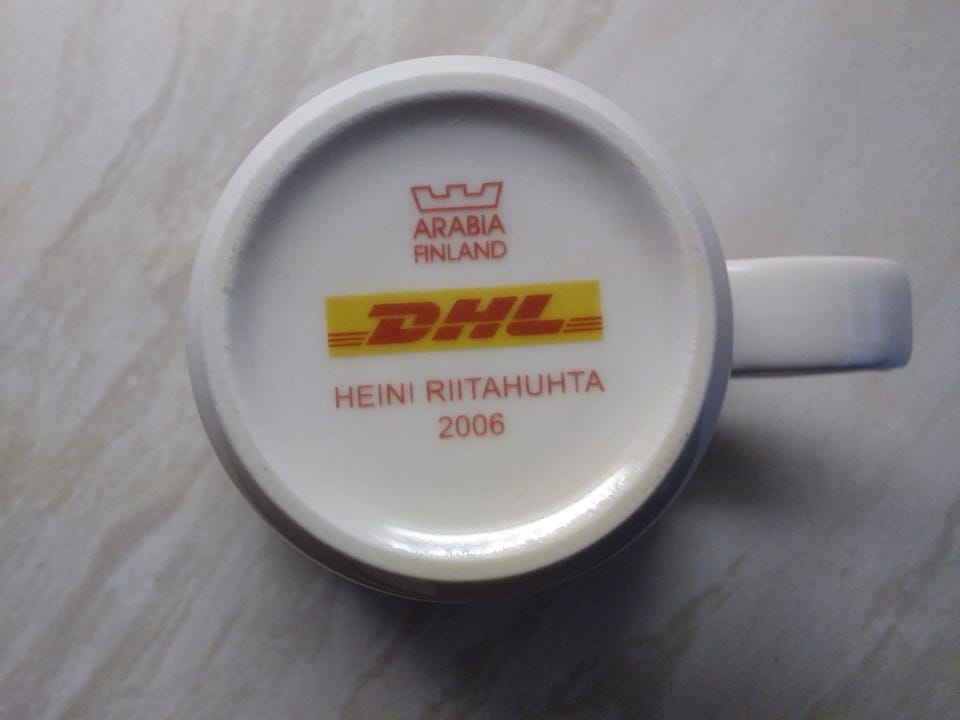 ARABIA
FINLAND
DHL
HEINI RIITAHUHTA
2006